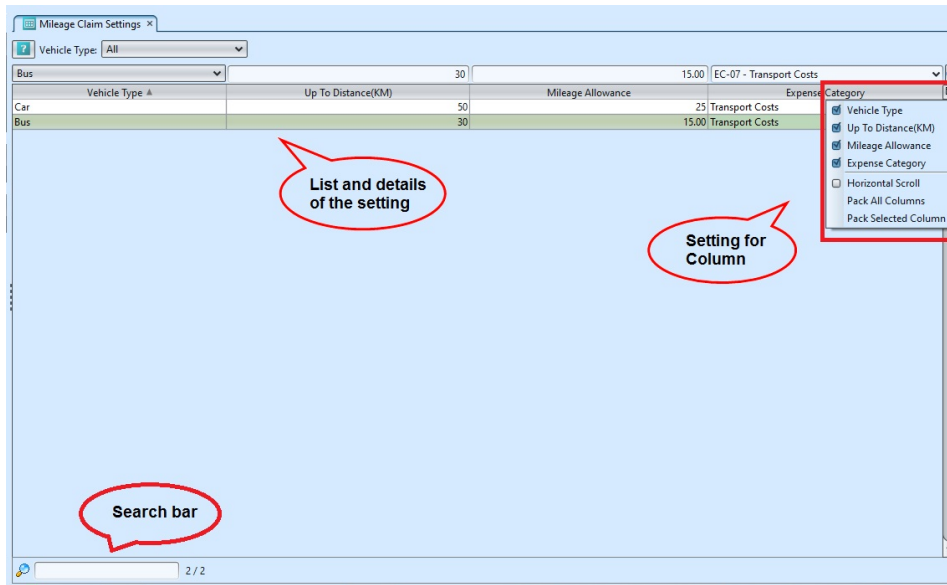 Mileage Claim Settings
? Vehicle Type: All
Bus 30 15.00 EC-07 - Transport Costs
Vehicle Type Up To Distance(KM) Mileage Allowance Expense Category
Car 50 25 Transport Costs
Bus 30 15.00 Transport Costs
Vehicle Type
Up To Distance(KM)
Mileage Allowance
Expense Category
Horizontal Scroll
Pack All Columns
Pack Selected Column
List and details
of the setting
Setting for
Column
Search bar
2 / 2